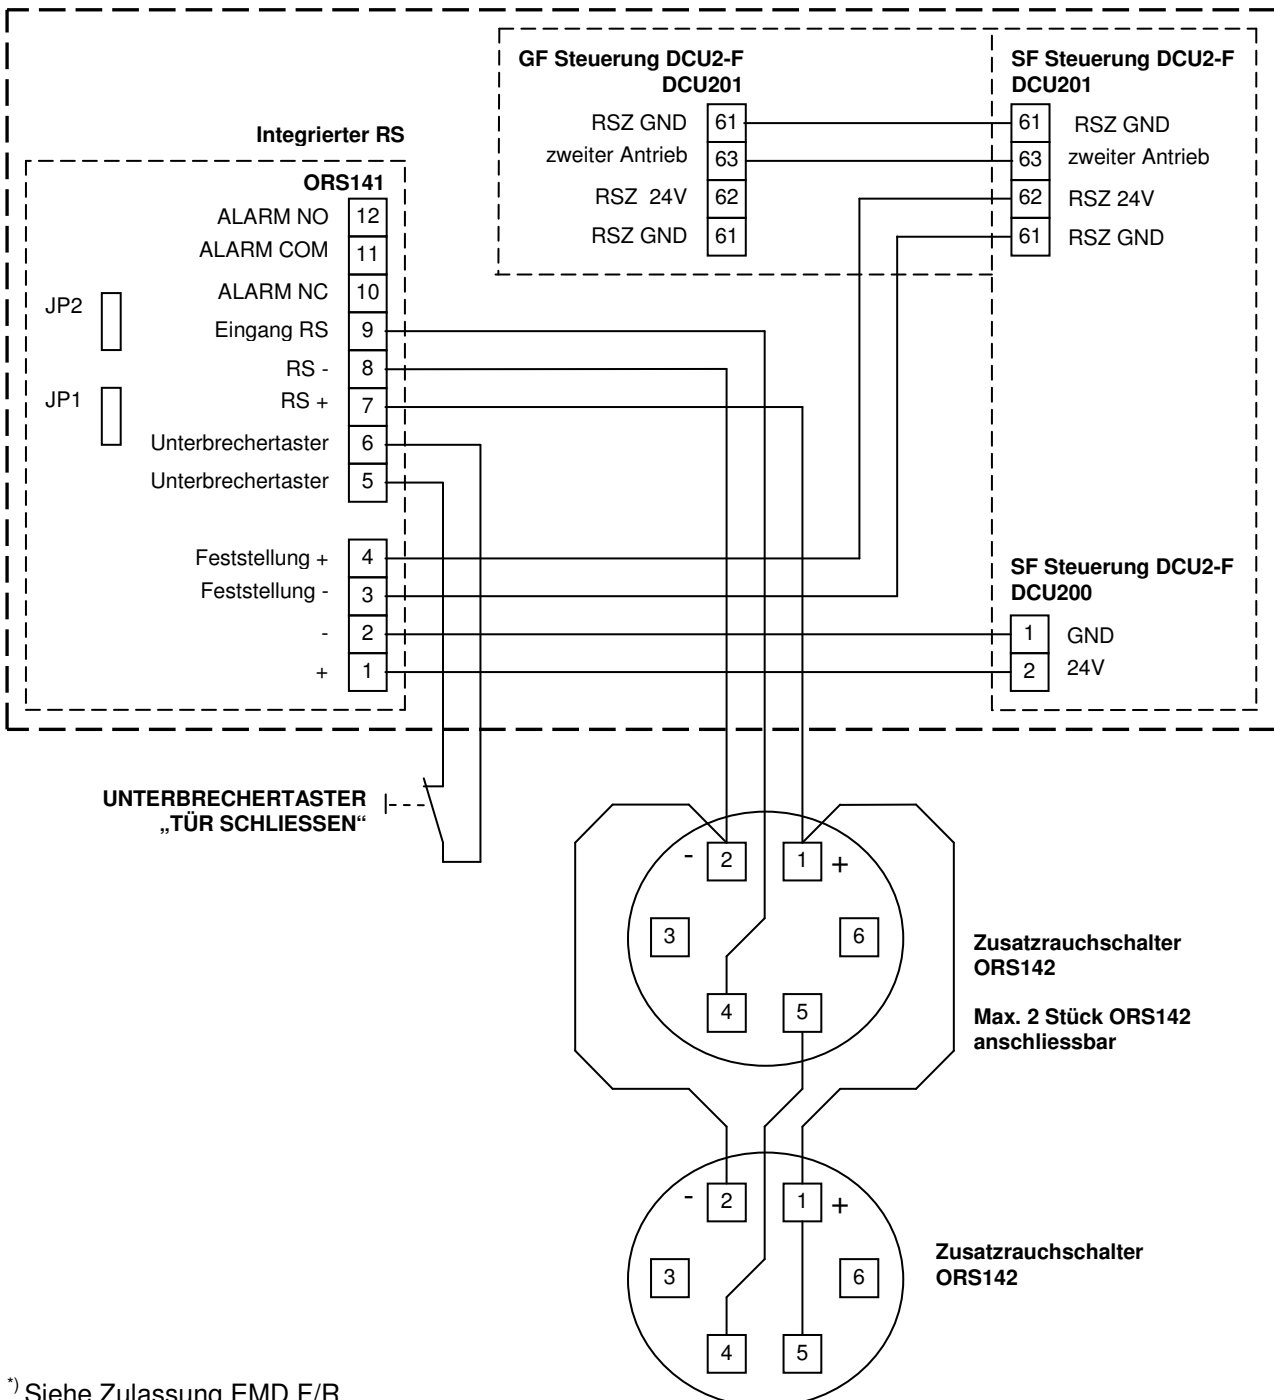 GF Steuerung DCU2-F
DCU201
RSZ GND 61
zweiter Antrieb 63
RSZ 24V 62
RSZ GND 61
SF Steuerung DCU2-F
DCU201
61 RSZ GND
63 zweiter Antrieb
62 RSZ 24V
61 RSZ GND
Integrierter RS
ORS141
ALARM NO 12
ALARM COM 11
ALARM NC 10
Eingang RS 9
RS - 8
RS + 7
Unterbrechertaster 6
Unterbrechertaster 5
Feststellung + 4
Feststellung - 3
- 2
+ 1
JP2
JP1
SF Steuerung DCU2-F
DCU200
1 GND
2 24V
UNTERBRECHERTASTER
„TÜR SCHLIESSEN“
- 2 1 +
3 6
4 5
Zusatzrauchschalter
ORS142
Max. 2 Stück ORS142
anschliessbar
- 2 1 +
3 6
4 5
Zusatzrauchschalter
ORS142
*) Siehe Zulassung FMD F/R